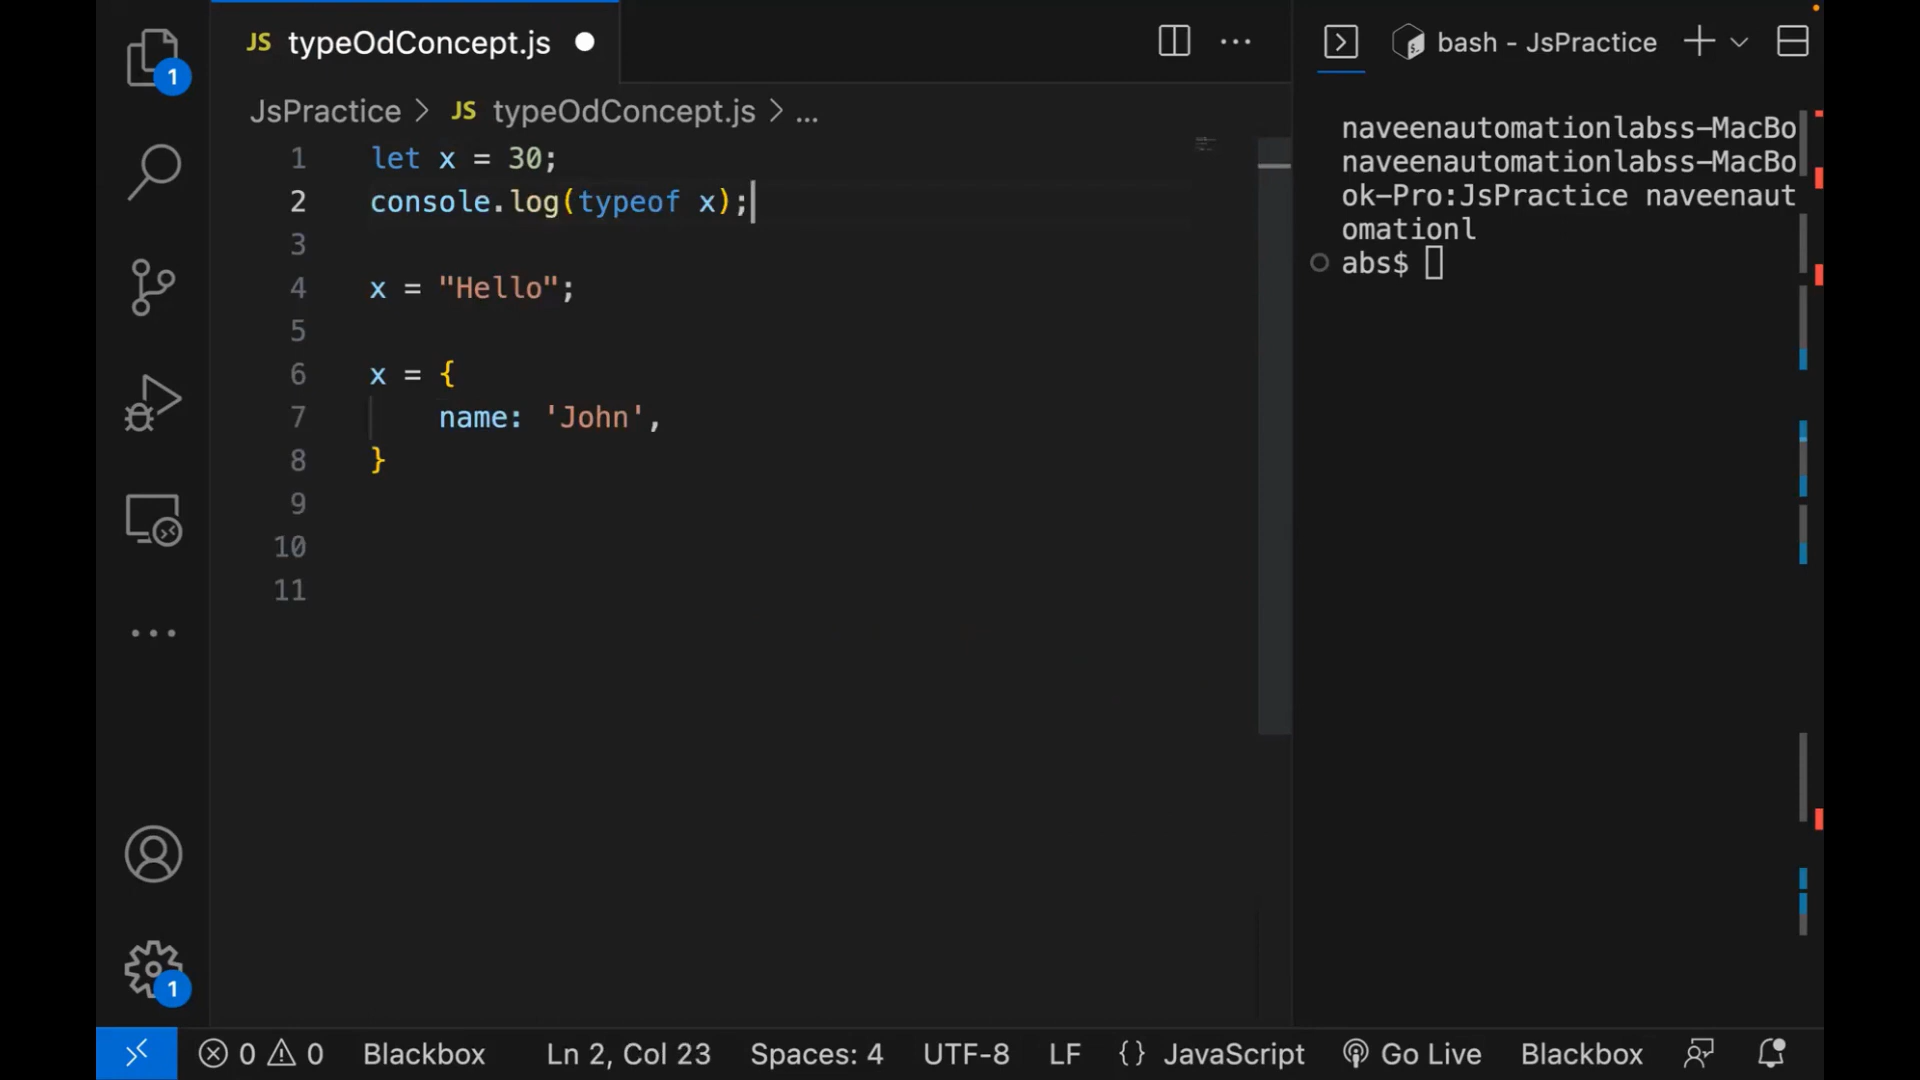 JS typeOdConcept.js
bash - JsPractice
1
JsPractice > JS typeOdConcept.js > ...
1 let x = 30;
2 console.log(typeof x);
3
4 x = "Hello";
5
6 x = {
7 name: 'John',
8 }
9
10
11
naveenautomationlabss-MacBo
naveenautomationlabss-MacBo
ok-Pro:JsPractice naveenaut
omationl
abs$
1
0 0 Blackbox Ln 2, Col 23 Spaces: 4 UTF-8 LF {} JavaScript Go Live Blackbox